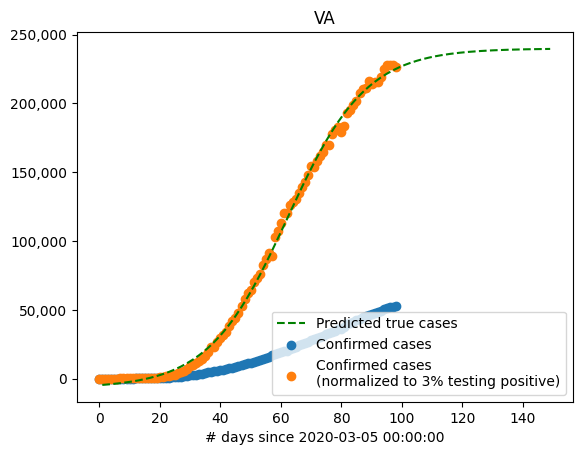 VA
250,000
200,000
150,000
100,000
50,000
0
Predicted true cases
Confirmed cases
Confirmed cases
(normalized to 3% testing positive)
0 20 40 60 80 100 120 140
# days since 2020-03-05 00:00:00